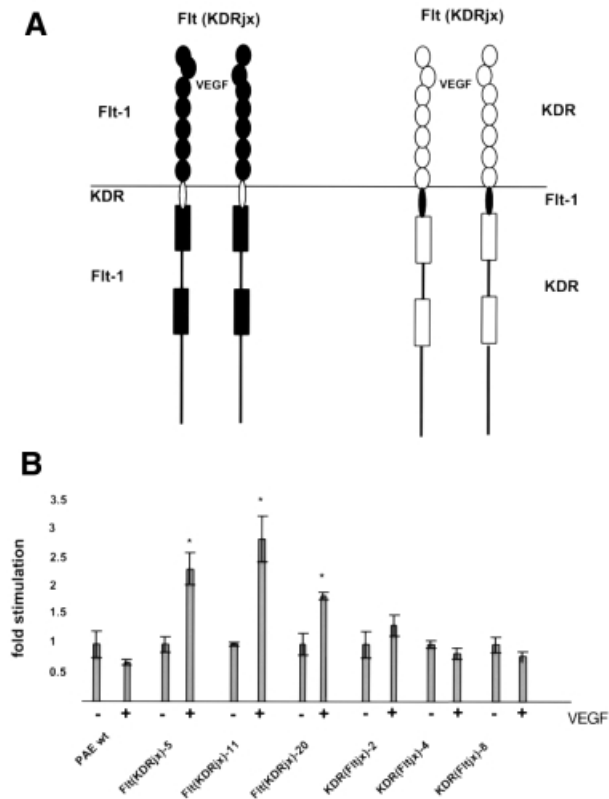 A
Flt (KDRjx)
Flt (KDRjx)
VEGF
VEGF
Flt-1
KDR
KDR
Flt-1
Flt-1
KDR
B
fold stimulation
3.5
3
2.5
2
1.5
1
0.5
*
*
*
- + - + - + - + - + - + - +
VEGF
PAE wt
Flt(KDRjx)-5
Flt(KDRjx)-11
Flt(KDRjx)-20
KDR(Fltjx)-2
KDR(Fltjx)-4
KDR(Fltjx)-8